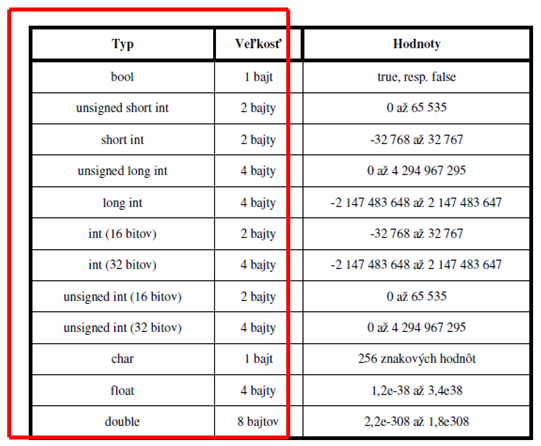 Typ Veľkosť Hodnoty
bool 1 bajt true, resp. false
unsigned short int 2 bajty 0 až 65 535
short int 2 bajty -32 768 až 32 767
unsigned long int 4 bajty 0 až 4 294 967 295
long int 4 bajty -2 147 483 648 až 2 147 483 647
int (16 bitov) 2 bajty -32 768 až 32 767
int (32 bitov) 4 bajty -2 147 483 648 až 2 147 483 647
unsigned int (16 bitov) 2 bajty 0 až 65 535
unsigned int (32 bitov) 4 bajty 0 až 4 294 967 295
char 1 bajt 256 znakových hodnôt
float 4 bajty 1,2e-38 až 3,4e38
double 8 bajtov 2,2e-308 až 1,8e308